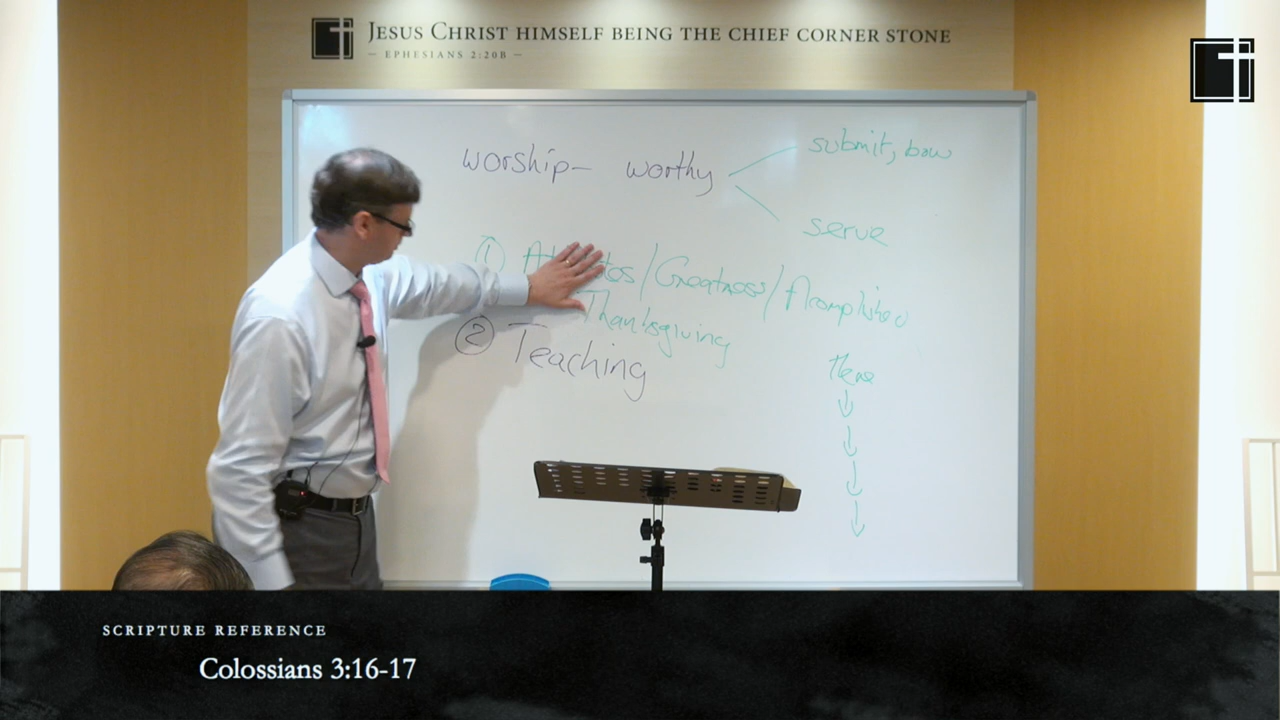 JESUS CHRIST HIMSELF BEING THE CHIEF CORNER STONE
— EPHESIANS 2:20B —
worship- worthy
submit, bow
serve
① /Greatness/Acomplished
Thanksgiving
② Teaching
SCRIPTURE REFERENCE
Colossians 3:16-17